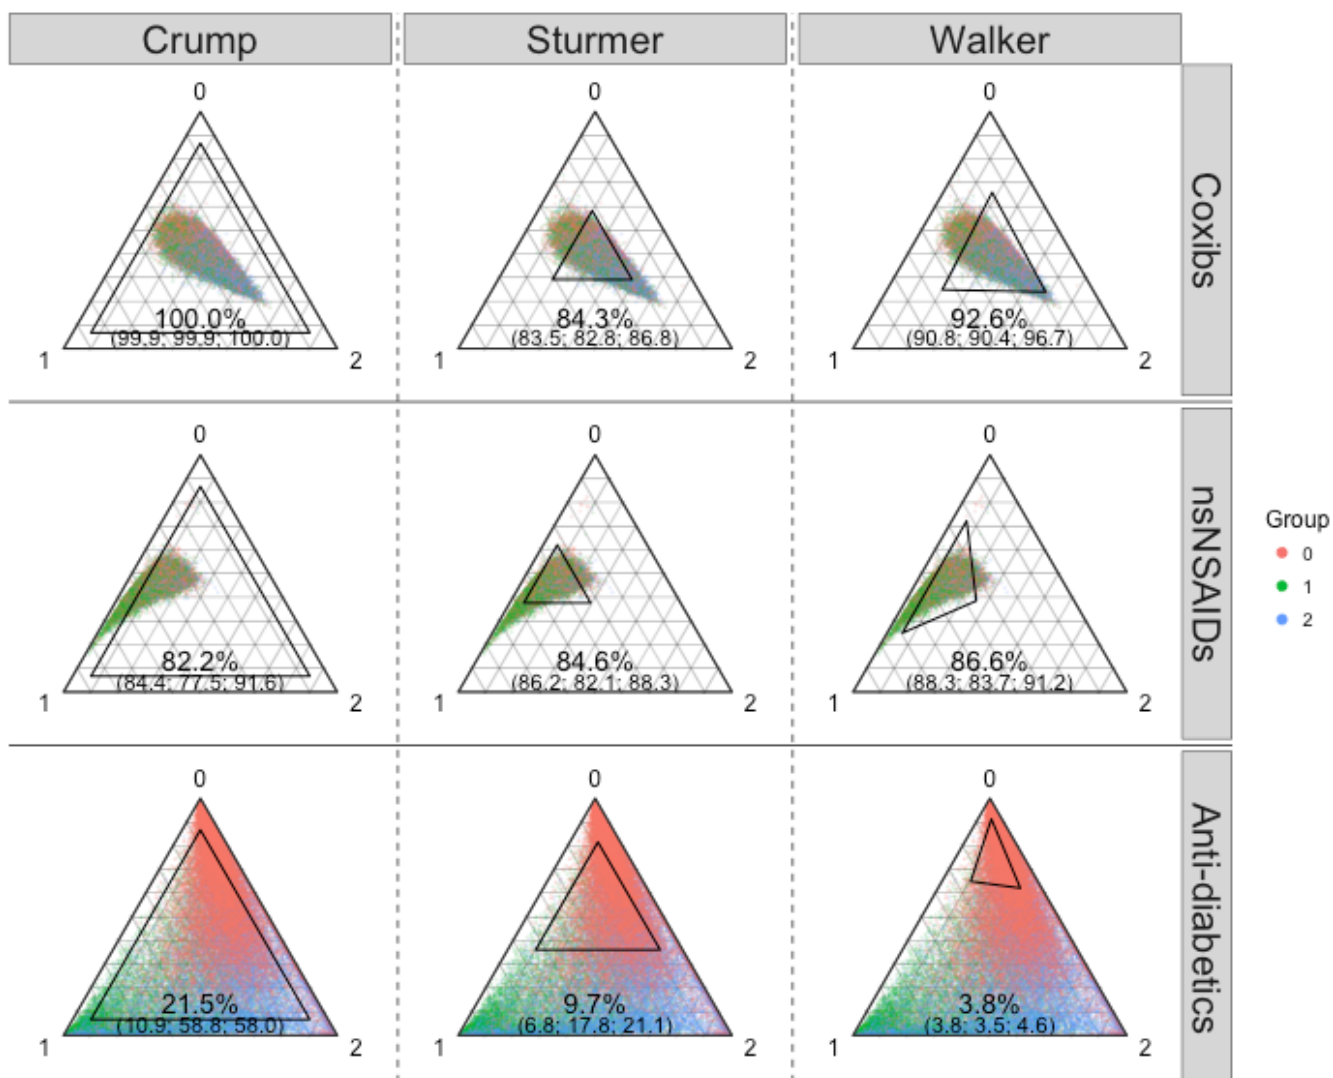 Crump
Sturmer
Walker
0
0
0
Coxibs
100.0%
84.3%
92.6%
(99.9; 99.9; 100.0)
(83.5; 82.8; 86.8)
(90.8; 90.4; 96.7)
1
2
1
2
1
2
0
0
0
nsNSAIDs
82.2%
84.6%
86.6%
(84.4; 77.5; 91.6)
(86.2; 82.1; 88.3)
(88.3; 83.7; 91.2)
1
2
1
2
1
2
Group
0
1
2
0
0
0
Anti-diabetics
21.5%
9.7%
3.8%
(10.9; 58.8; 58.0)
(6.8; 17.8; 21.1)
(3.8; 3.5; 4.6)
1
2
1
2
1
2